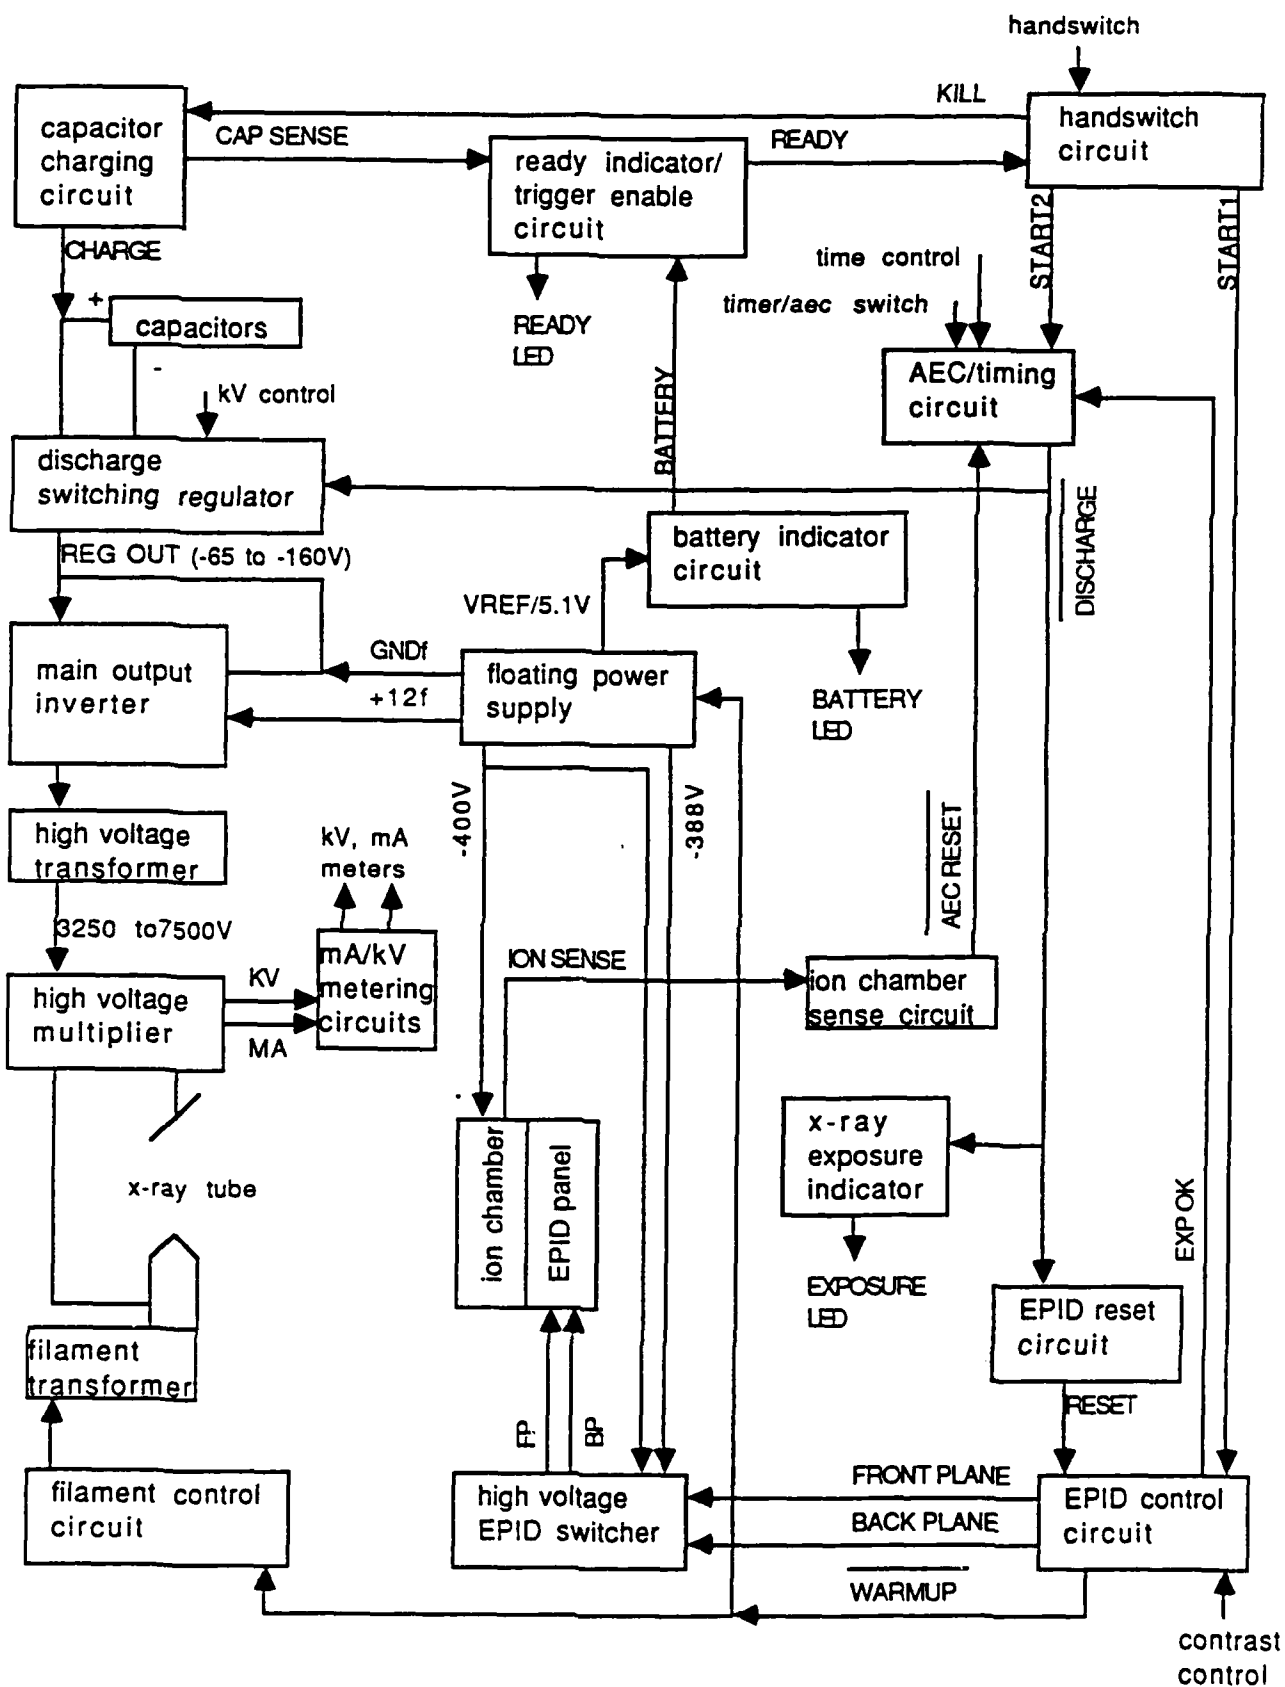 handswitch
KILL
handswitch
circuit
capacitor
charging
circuit
CAP SENSE
ready indicator/
trigger enable
circuit
READY
START2
START1
CHARGE
time control
timer/aec switch
+
capacitors
-
READY
LED
kV control
AEC/timing
circuit
BATTERY
discharge
switching regulator
DISCHARGE
battery indicator
circuit
REG OUT (-65 to -160V)
VREF/5.1V
main output
inverter
GNDf
+12f
floating power
supply
BATTERY
LED
-400V
-388V
AEC RESET
high voltage
transformer
kV, mA
meters
3250 to7500V
mA/kV
metering
circuits
KV
MA
ION SENSE
ion chamber
sense circuit
high voltage
multiplier
x-ray
exposure
indicator
ion chamber
EPID panel
x-ray tube
EXP OK
EXPOSURE
LED
EPID reset
circuit
filament
transformer
RESET
FP
BP
FRONT PLANE
BACK PLANE
filament control
circuit
high voltage
EPID switcher
EPID control
circuit
WARMUP
contrast
control